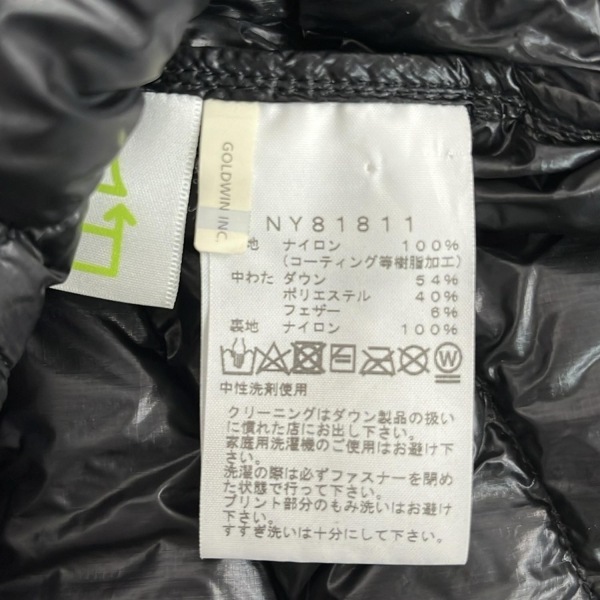 GOLDWIN INC.
NY81811
地 ナイロン 100%
(コーティング等樹脂加工)
中わた ダウン 54%
ポリエステル 40%
フェザー 6%
裏地 ナイロン 100%
中性洗剤使用
クリーニングはダウン製品の扱い
に慣れた店にお出し下さい。
家庭用洗濯機のご使用はお避け下
さい。
洗濯の際は必ずファスナーを閉め
た状態で行って下さい。
プリント部分のもみ洗いはお避け
下さい。
すすぎ洗いは十分にして下さい。